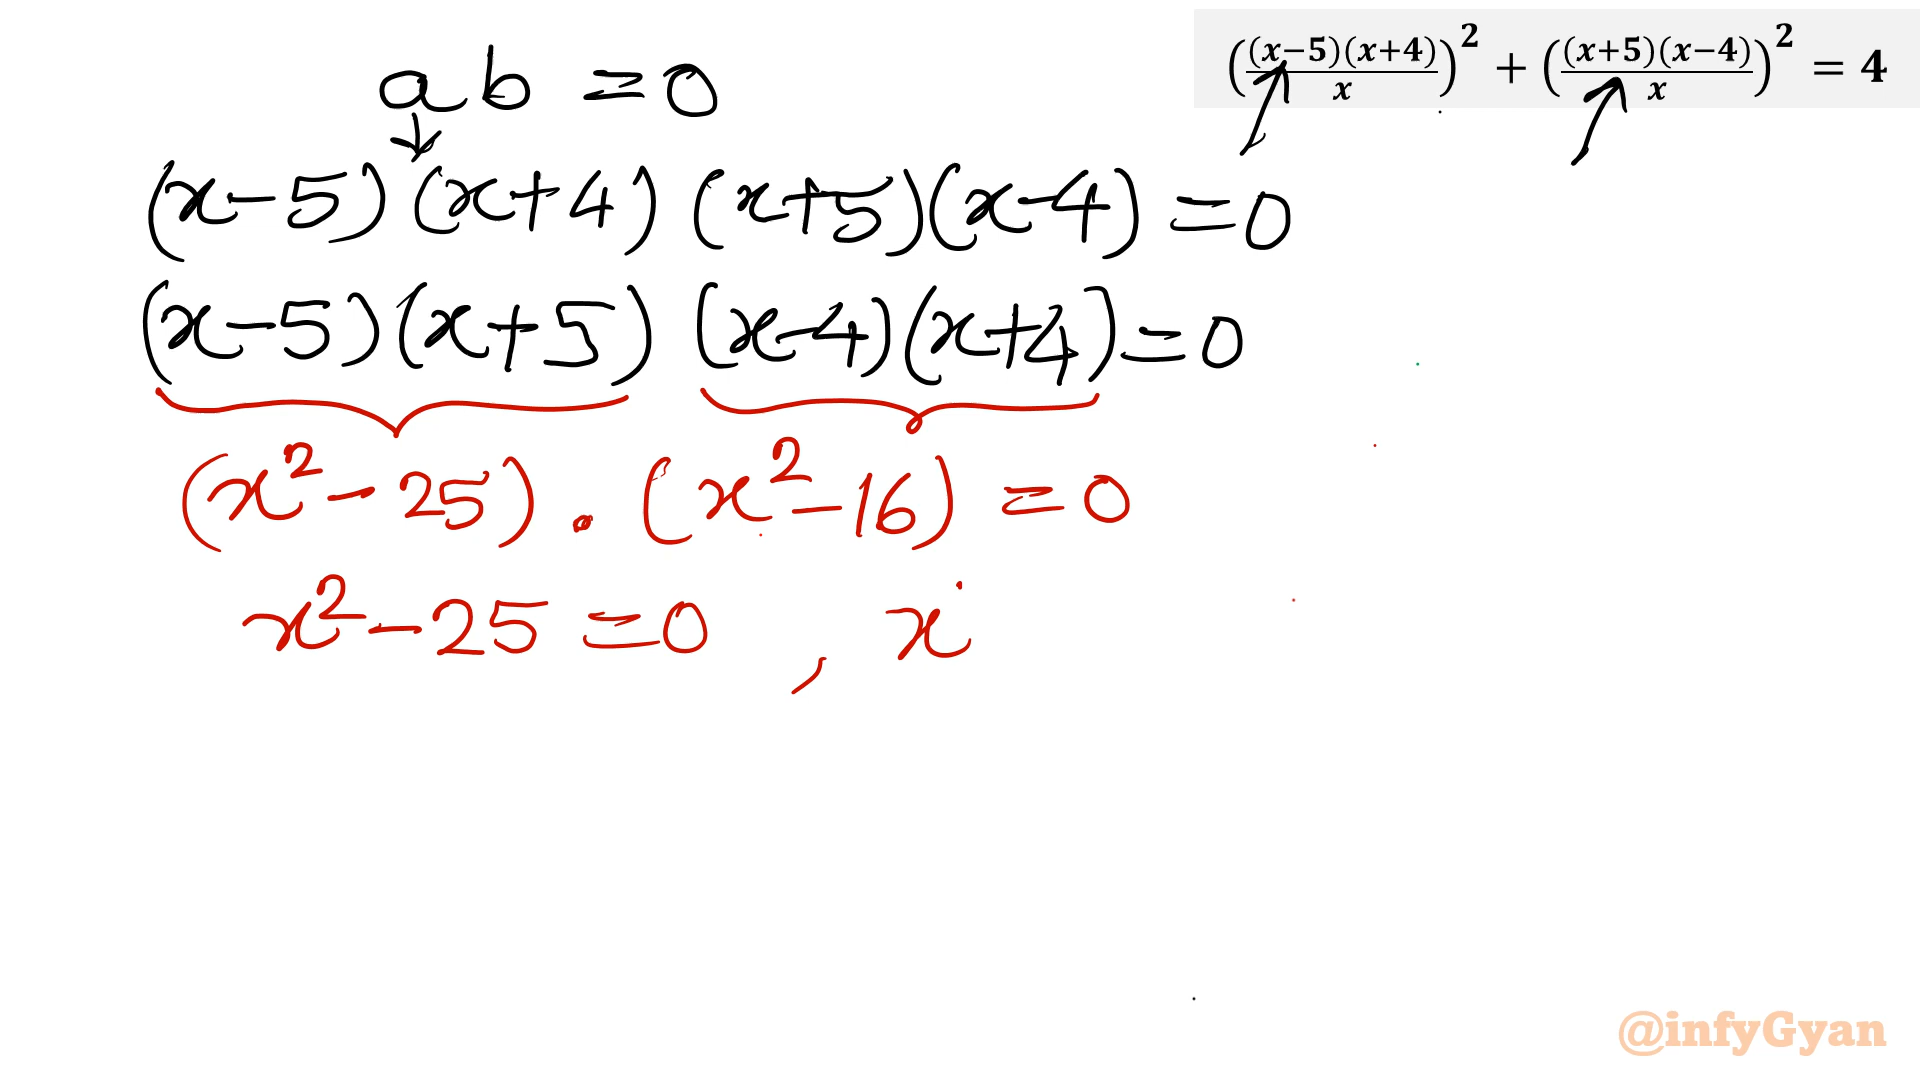 ((x−5)(x+4)/x)² + ((x+5)(x−4)/x)² = 4
ab = 0
(x−5)(x+4) (x+5)(x−4) = 0
(x−5)(x+5) (x−4)(x+4) = 0
(x²−25) . (x²−16) = 0
x²−25 = 0 , x
@infyGyan